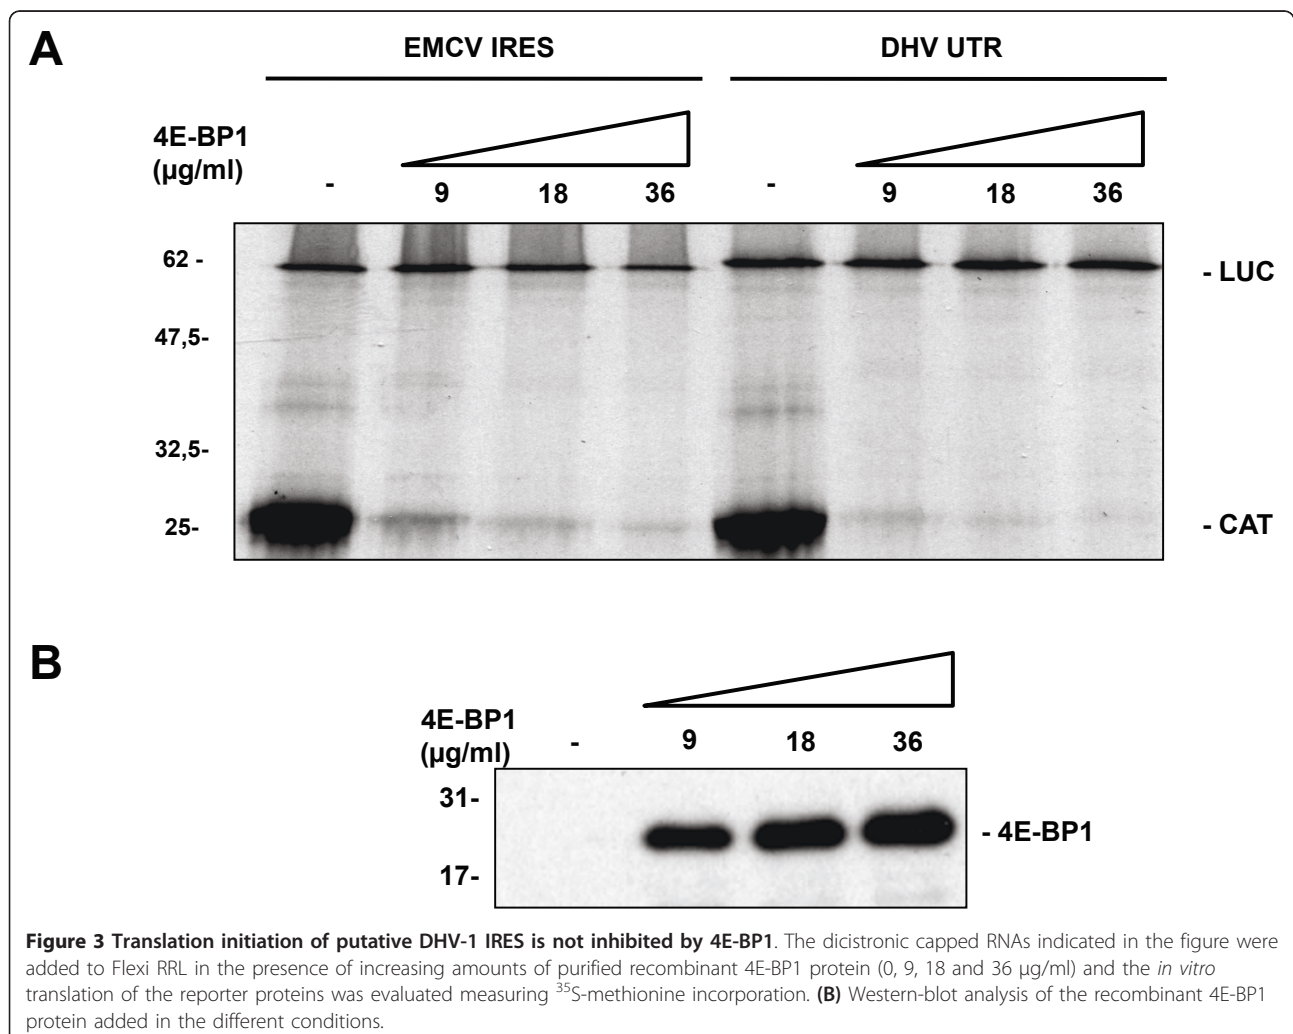 A
EMCV IRES DHV UTR
4E-BP1
(μg/ml)
- 9 18 36 - 9 18 36
62 -
- LUC
47,5-
32,5-
25-
- CAT
B
4E-BP1
(μg/ml)
- 9 18 36
31-
- 4E-BP1
17-
Figure 3 Translation initiation of putative DHV-1 IRES is not inhibited by 4E-BP1. The dicistronic capped RNAs indicated in the figure were
added to Flexi RRL in the presence of increasing amounts of purified recombinant 4E-BP1 protein (0, 9, 18 and 36 μg/ml) and the in vitro
translation of the reporter proteins was evaluated measuring ³⁵S-methionine incorporation. (B) Western-blot analysis of the recombinant 4E-BP1
protein added in the different conditions.